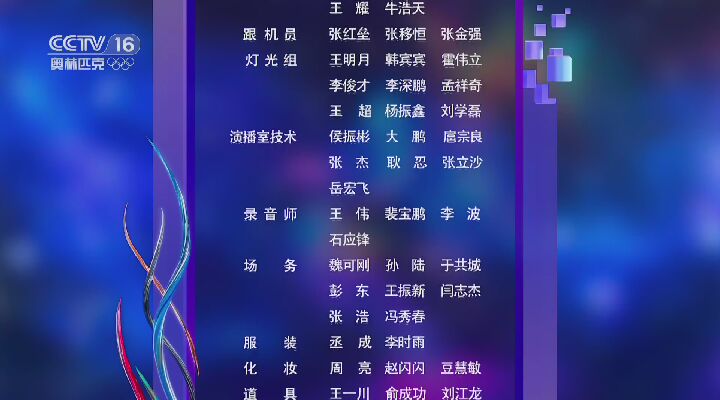 王 耀 牛浩天
CCTV 16
奥林匹克
跟机员 张红垒 张移恒 张金强
灯光组 王明月 韩宾宾 霍伟立
李俊才 李深鹏 孟祥奇
王 超 杨振鑫 刘学磊
演播室技术 侯振彬 大 鹏 扈宗良
张 杰 耿 忍 张立沙
岳宏飞
录音师 王 伟 裴宝鹏 李 波
石应锋
场 务 魏可刚 孙 陆 于共城
彭 东 王振新 闫志杰
张 浩 冯秀春
服 装 丞 成 李时雨
化 妆 周 亮 赵闪闪 豆慧敏
道 具 王一川 俞成功 刘江龙